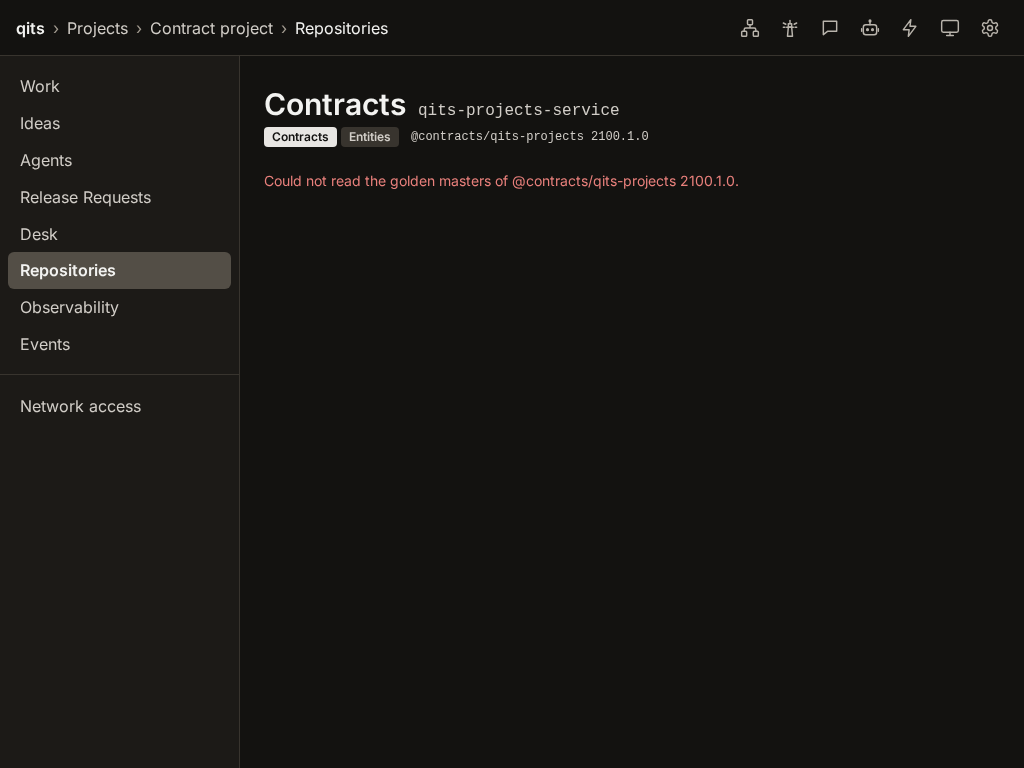 qits › Projects › Contract project › Repositories
Work
Ideas
Agents
Release Requests
Desk
Repositories
Observability
Events
Network access
Contracts qits-projects-service
Contracts Entities @contracts/qits-projects 2100.1.0
Could not read the golden masters of @contracts/qits-projects 2100.1.0.